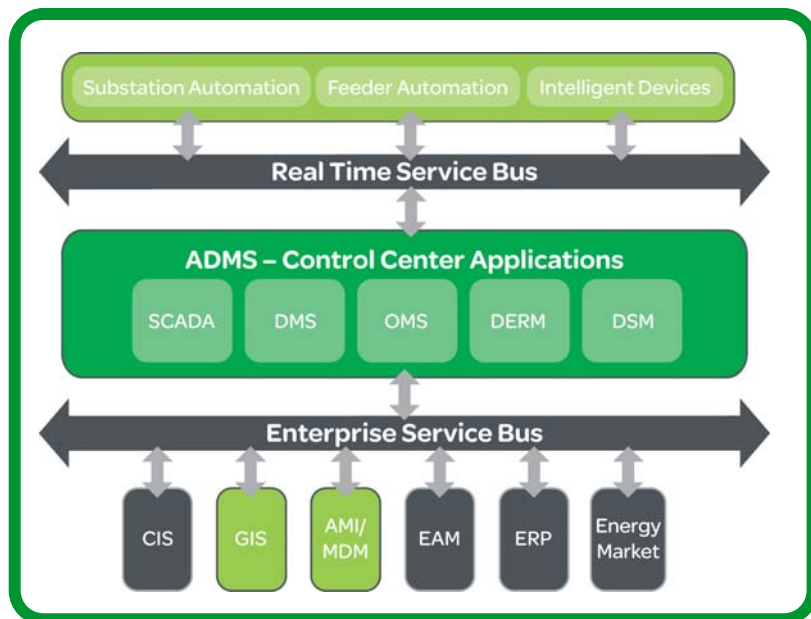 Substation Automation
Feeder Automation
Intelligent Devices
Real Time Service Bus
ADMS – Control Center Applications
SCADA
DMS
OMS
DERM
DSM
Enterprise Service Bus
CIS
GIS
AMI/
MDM
EAM
ERP
Energy
Market